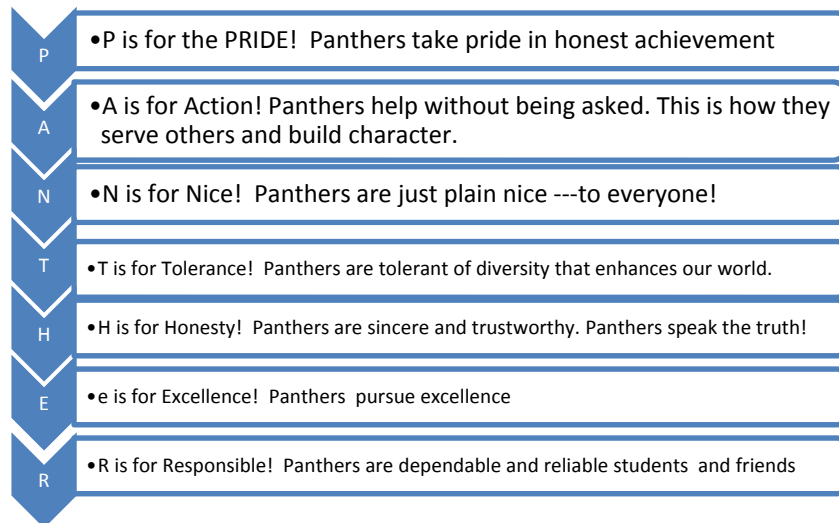 P
•P is for the PRIDE!  Panthers take pride in honest achievement
A
•A is for Action! Panthers help without being asked. This is how they
serve others and build character.
N
•N is for Nice!  Panthers are just plain nice ---to everyone!
T
•T is for Tolerance!  Panthers are tolerant of diversity that enhances our world.
H
•H is for Honesty!  Panthers are sincere and trustworthy. Panthers speak the truth!
E
•e is for Excellence!  Panthers  pursue excellence
R
•R is for Responsible!  Panthers are dependable and reliable students  and friends